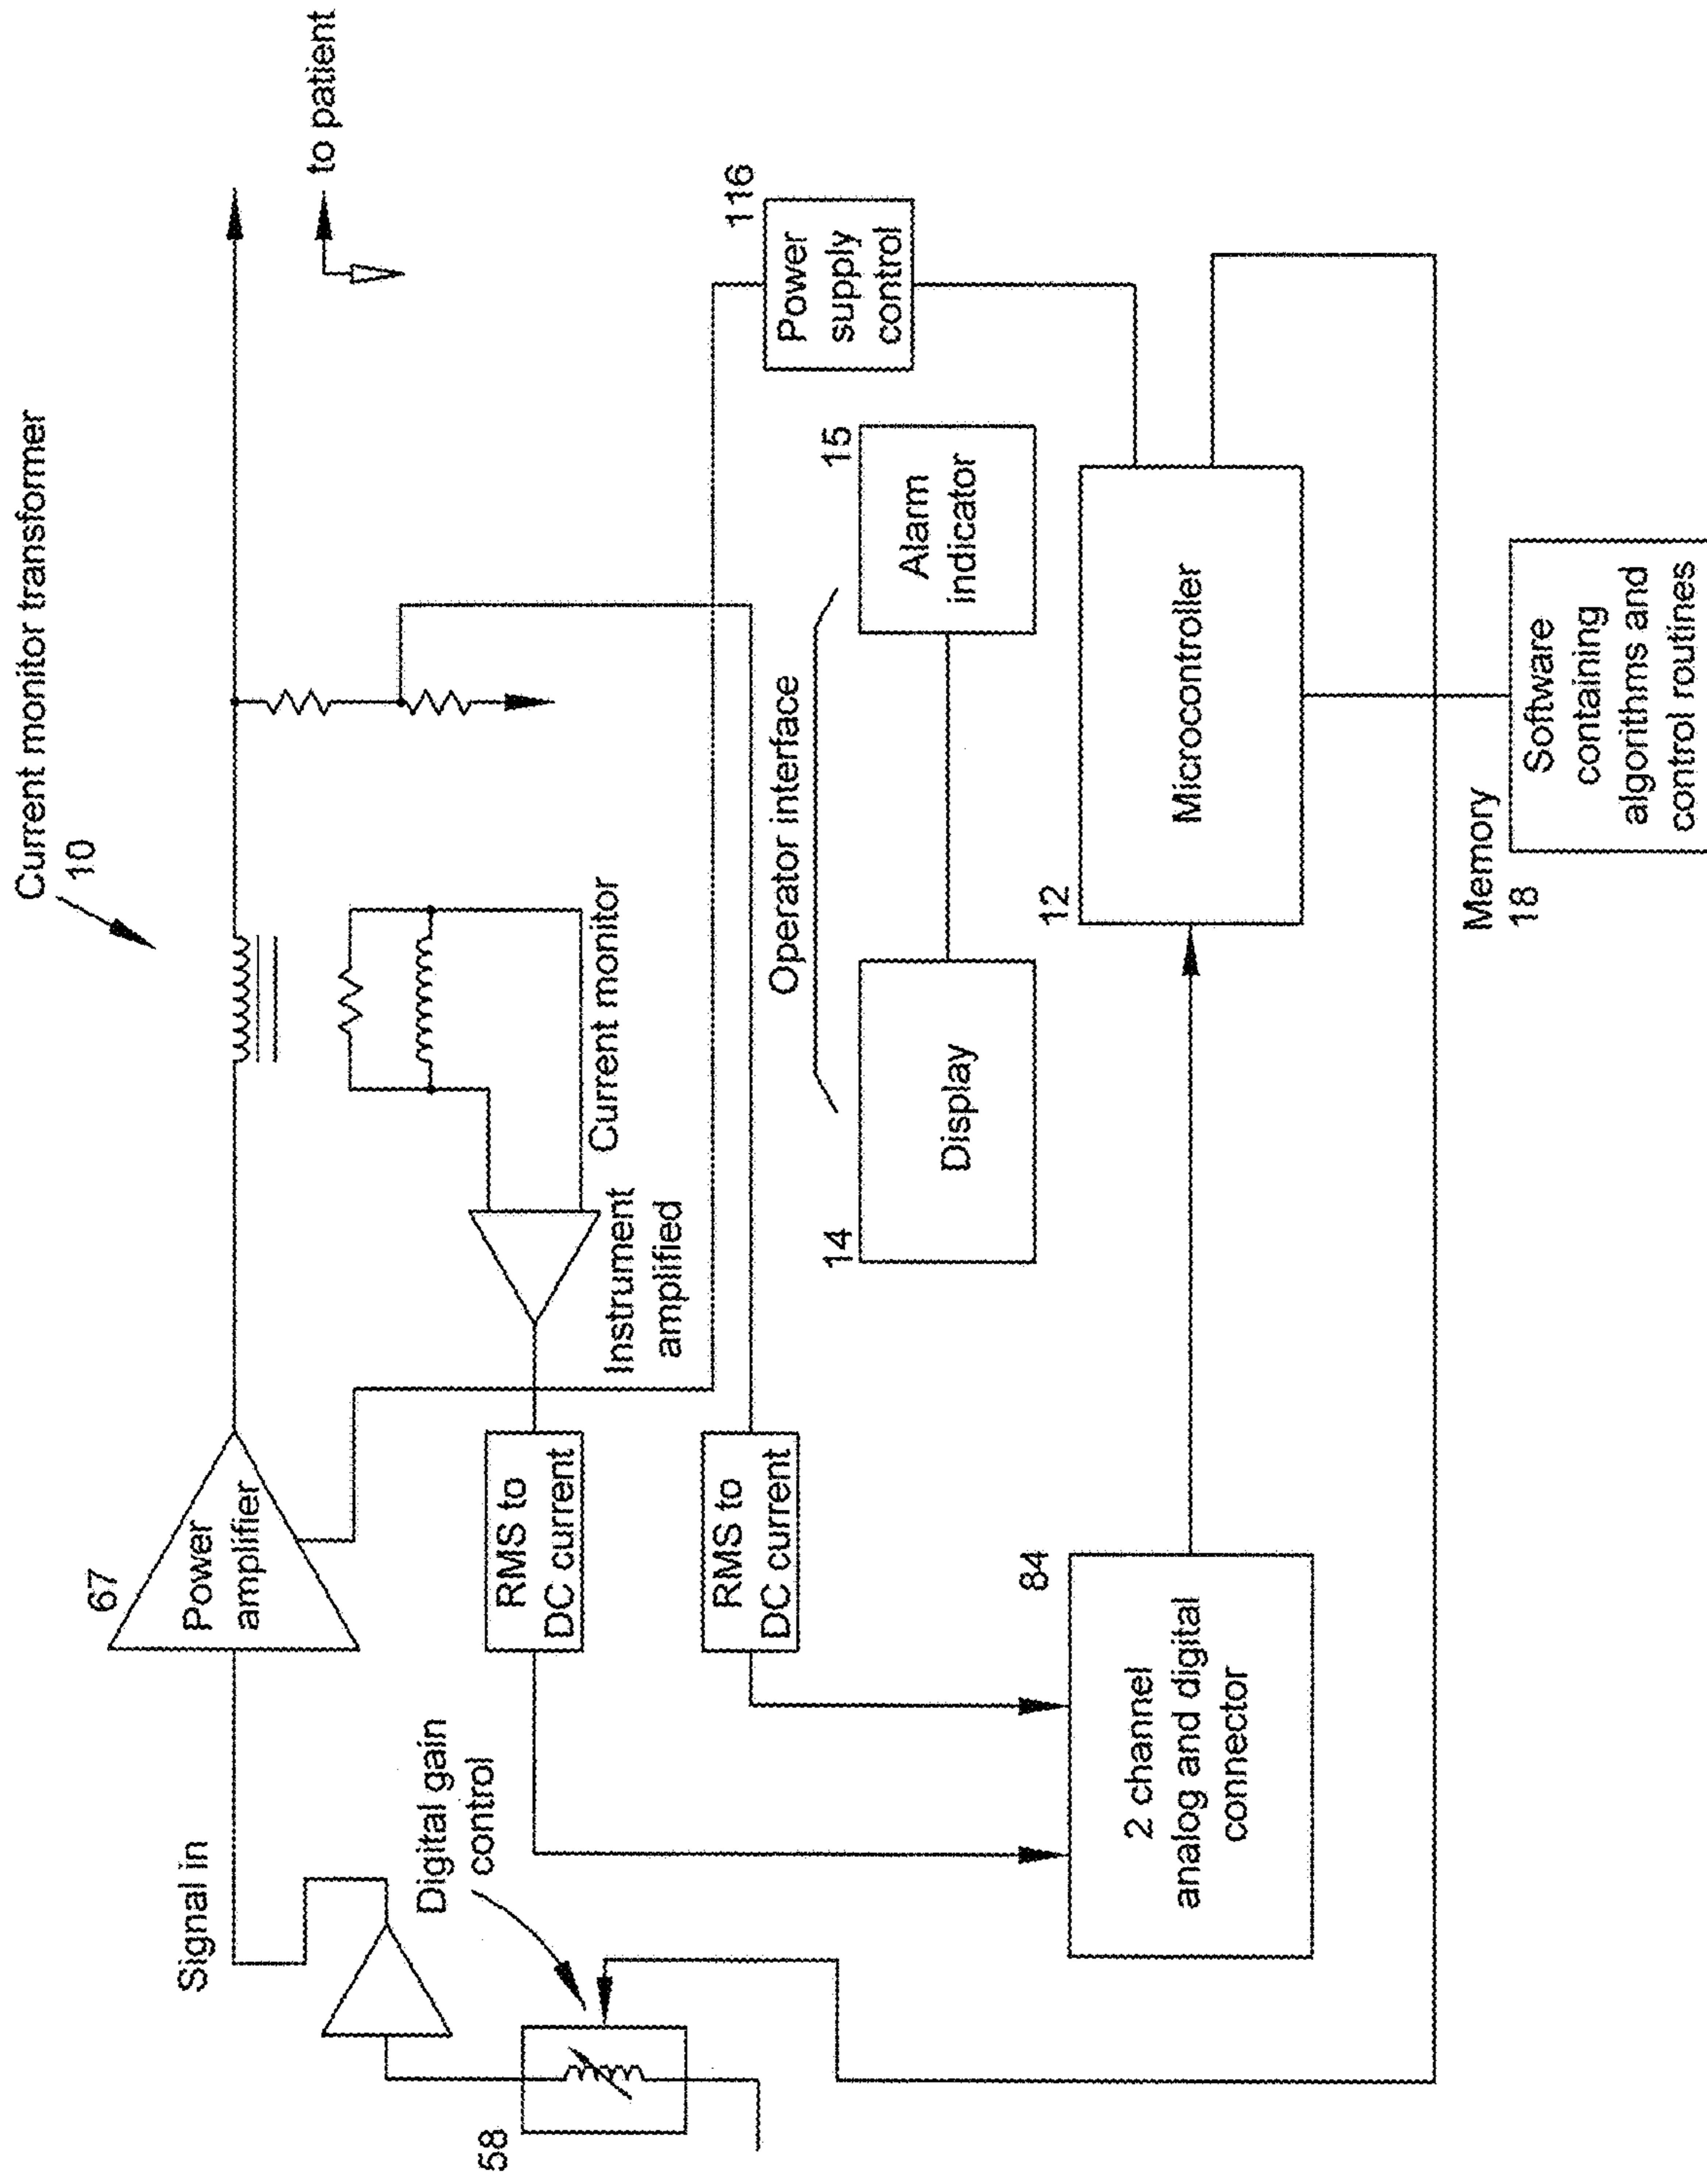 Current monitor transformer
10
to patient
67
Power
amplifier
Signal in
Digital gain
control
58
Current monitor
Instrument
amplified
RMS to
DC current
RMS to
DC current
116
Power
supply
control
Operator interface
14
Display
15
Alarm
indicator
84
2 channel
analog and digital
connector
12
Microcontroller
Memory
18
Software
containing
algorithms and
control routines